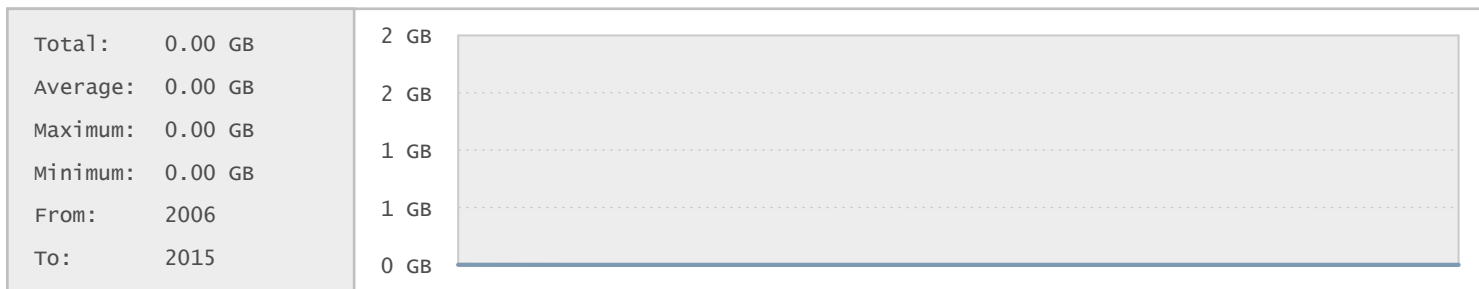 Total: 0.00 GB
Average: 0.00 GB
Maximum: 0.00 GB
Minimum: 0.00 GB
From: 2006
To: 2015
2 GB
2 GB
1 GB
1 GB
0 GB